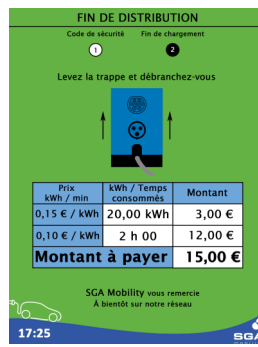 FIN DE DISTRIBUTION
Code de sécurité
Fin de chargement
1
2
Levez la trappe et débranchez-vous
Prix kWh / Temps Montant
kWh / min consommés
0,15 € / kWh 20,00 kWh 3,00 €
0,10 € / kWh 2 h 00 12,00 €
Montant à payer 15,00 €
SGA Mobility vous remercie
À bientôt sur notre réseau
17:25
SGA